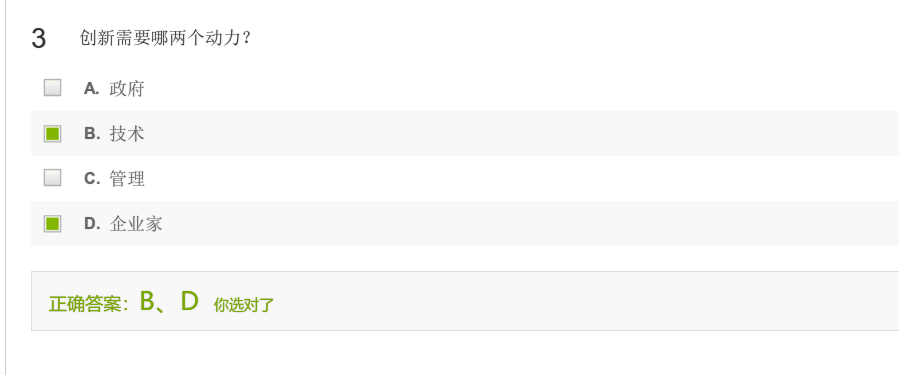 3 创新需要哪两个动力？
A. 政府
B. 技术
C. 管理
D. 企业家
正确答案：B、D 你选对了